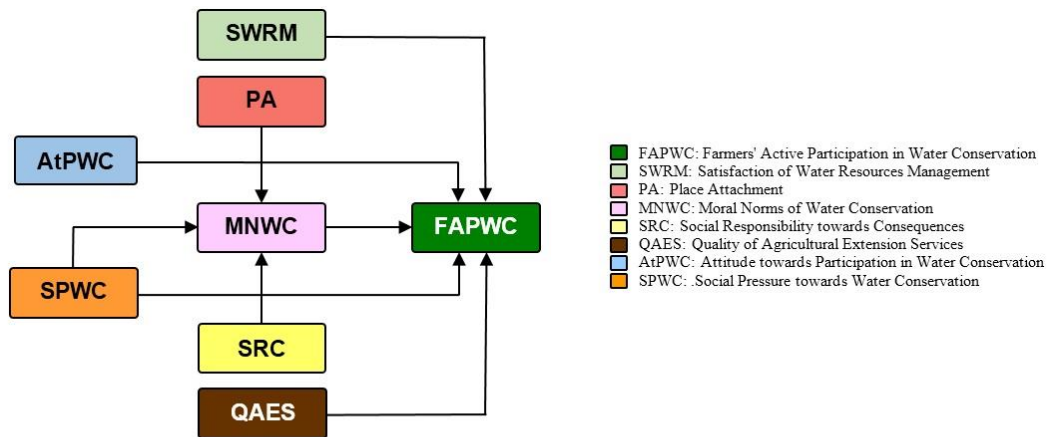 SWRM
PA
AtPWC
MNWC
FAPWC
SPWC
SRC
QAES
FAPWC: Farmers' Active Participation in Water Conservation
SWRM: Satisfaction of Water Resources Management
PA: Place Attachment
MNWC: Moral Norms of Water Conservation
SRC: Social Responsibility towards Consequences
QAES: Quality of Agricultural Extension Services
AtPWC: Attitude towards Participation in Water Conservation
SPWC: .Social Pressure towards Water Conservation